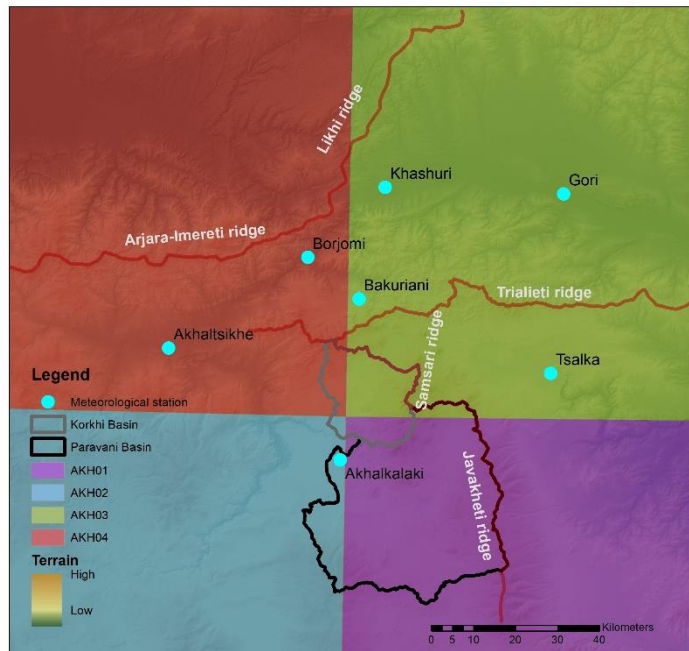 Likhi ridge
Khashuri
Gori
Arjara-Imereti ridge
Borjomi
Bakuriani
Trialieti ridge
Akhaltsikhe
Samsari ridge
Tsalka
Legend
Meteorological station
Korkhi Basin
Paravani Basin
AKH01
AKH02
AKH03
AKH04
Terrain
High
Low
Akhalkalaki
Javakheti ridge
Kilometers
0 5 10 20 30 40